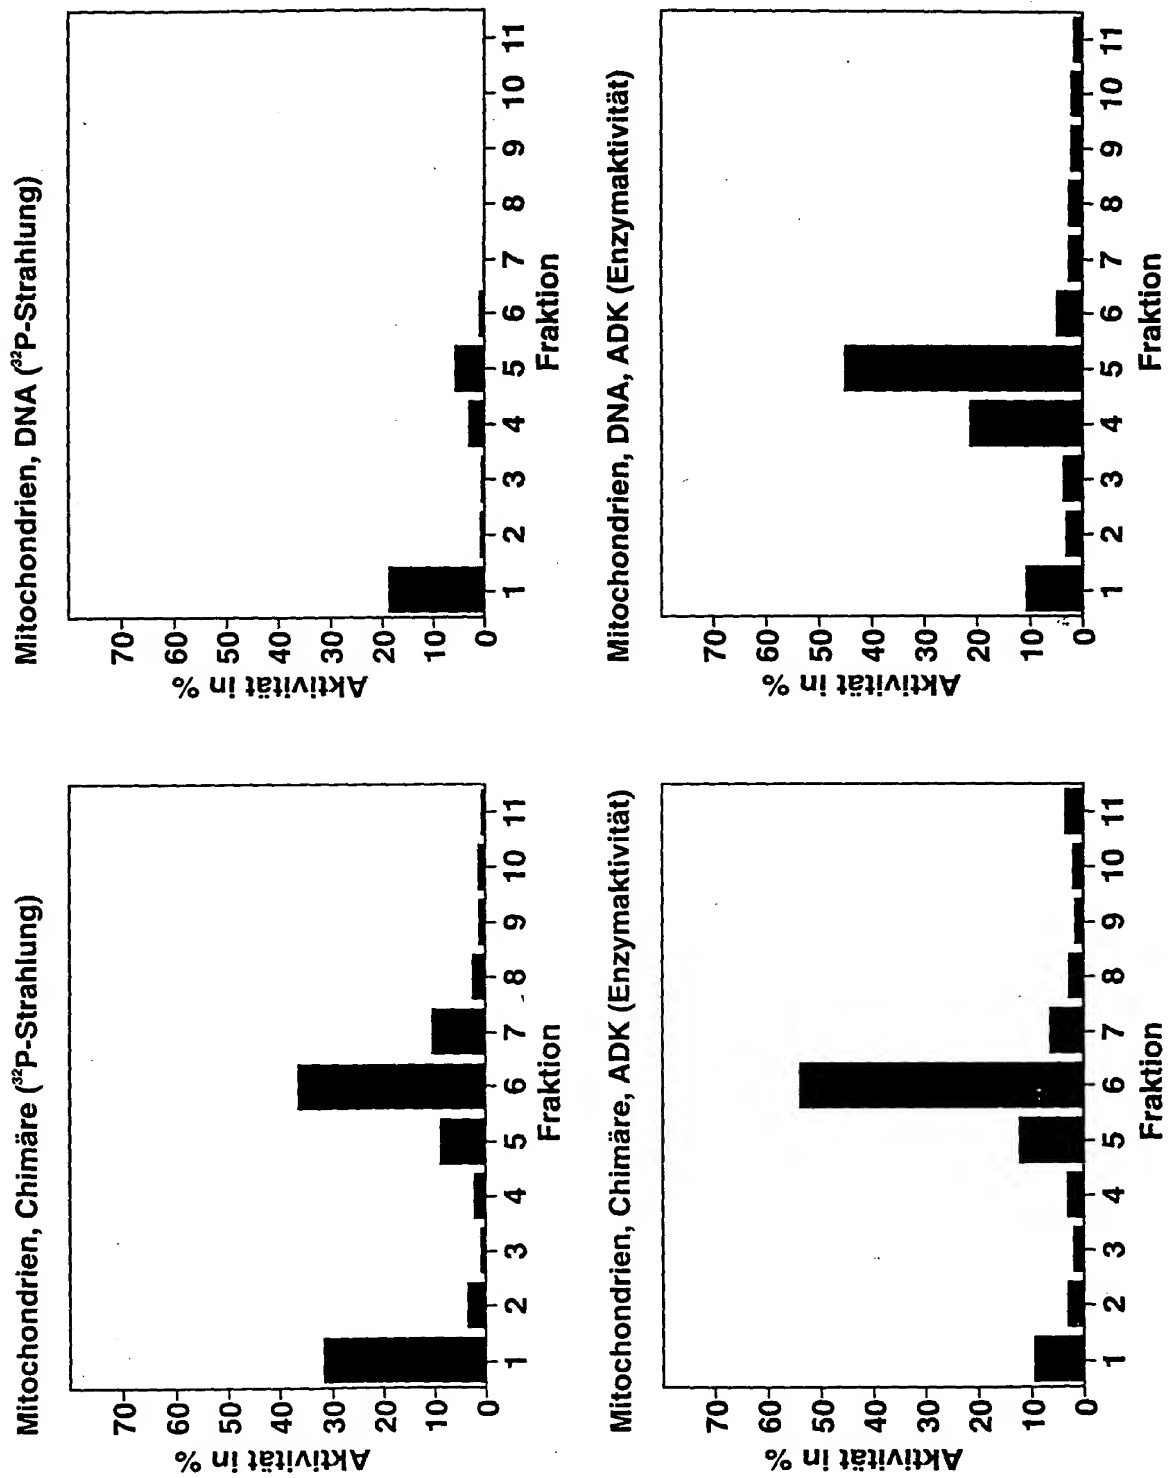 Mitochondrien, Chimäre (³²P-Strahlung)
Aktivität in %
70
60
50
40
30
20
10
0
1 2 3 4 5 6 7 8 9 10 11
Fraktion
Mitochondrien, DNA (³²P-Strahlung)
Aktivität in %
70
60
50
40
30
20
10
0
1 2 3 4 5 6 7 8 9 10 11
Fraktion
Mitochondrien, Chimäre, ADK (Enzymaktivität)
Aktivität in %
70
60
50
40
30
20
10
0
1 2 3 4 5 6 7 8 9 10 11
Fraktion
Mitochondrien, DNA, ADK (Enzymaktivität)
Aktivität in %
70
60
50
40
30
20
10
0
1 2 3 4 5 6 7 8 9 10 11
Fraktion